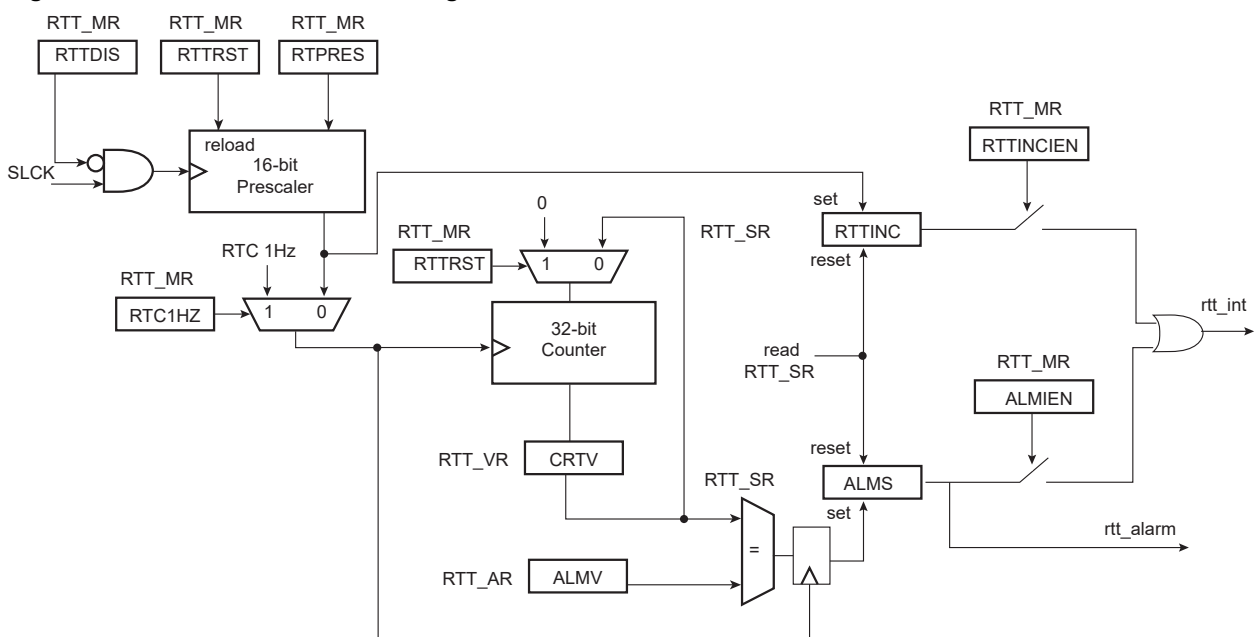 RTT_MR
RTT_MR
RTT_MR
RTTDIS
RTTRST
RTPRES
reload
16-bit
Prescaler
SLCK
RTT_MR
RTTINCIEN
set
0
RTT_MR
RTTRST
1 0
RTT_SR
RTTINC
reset
RTC 1Hz
RTT_MR
RTC1HZ
1 0
32-bit
Counter
read
RTT_SR
rtt_int
RTT_MR
ALMIEN
RTT_VR
CRTV
reset
RTT_SR
ALMS
set
rtt_alarm
=
RTT_AR
ALMV